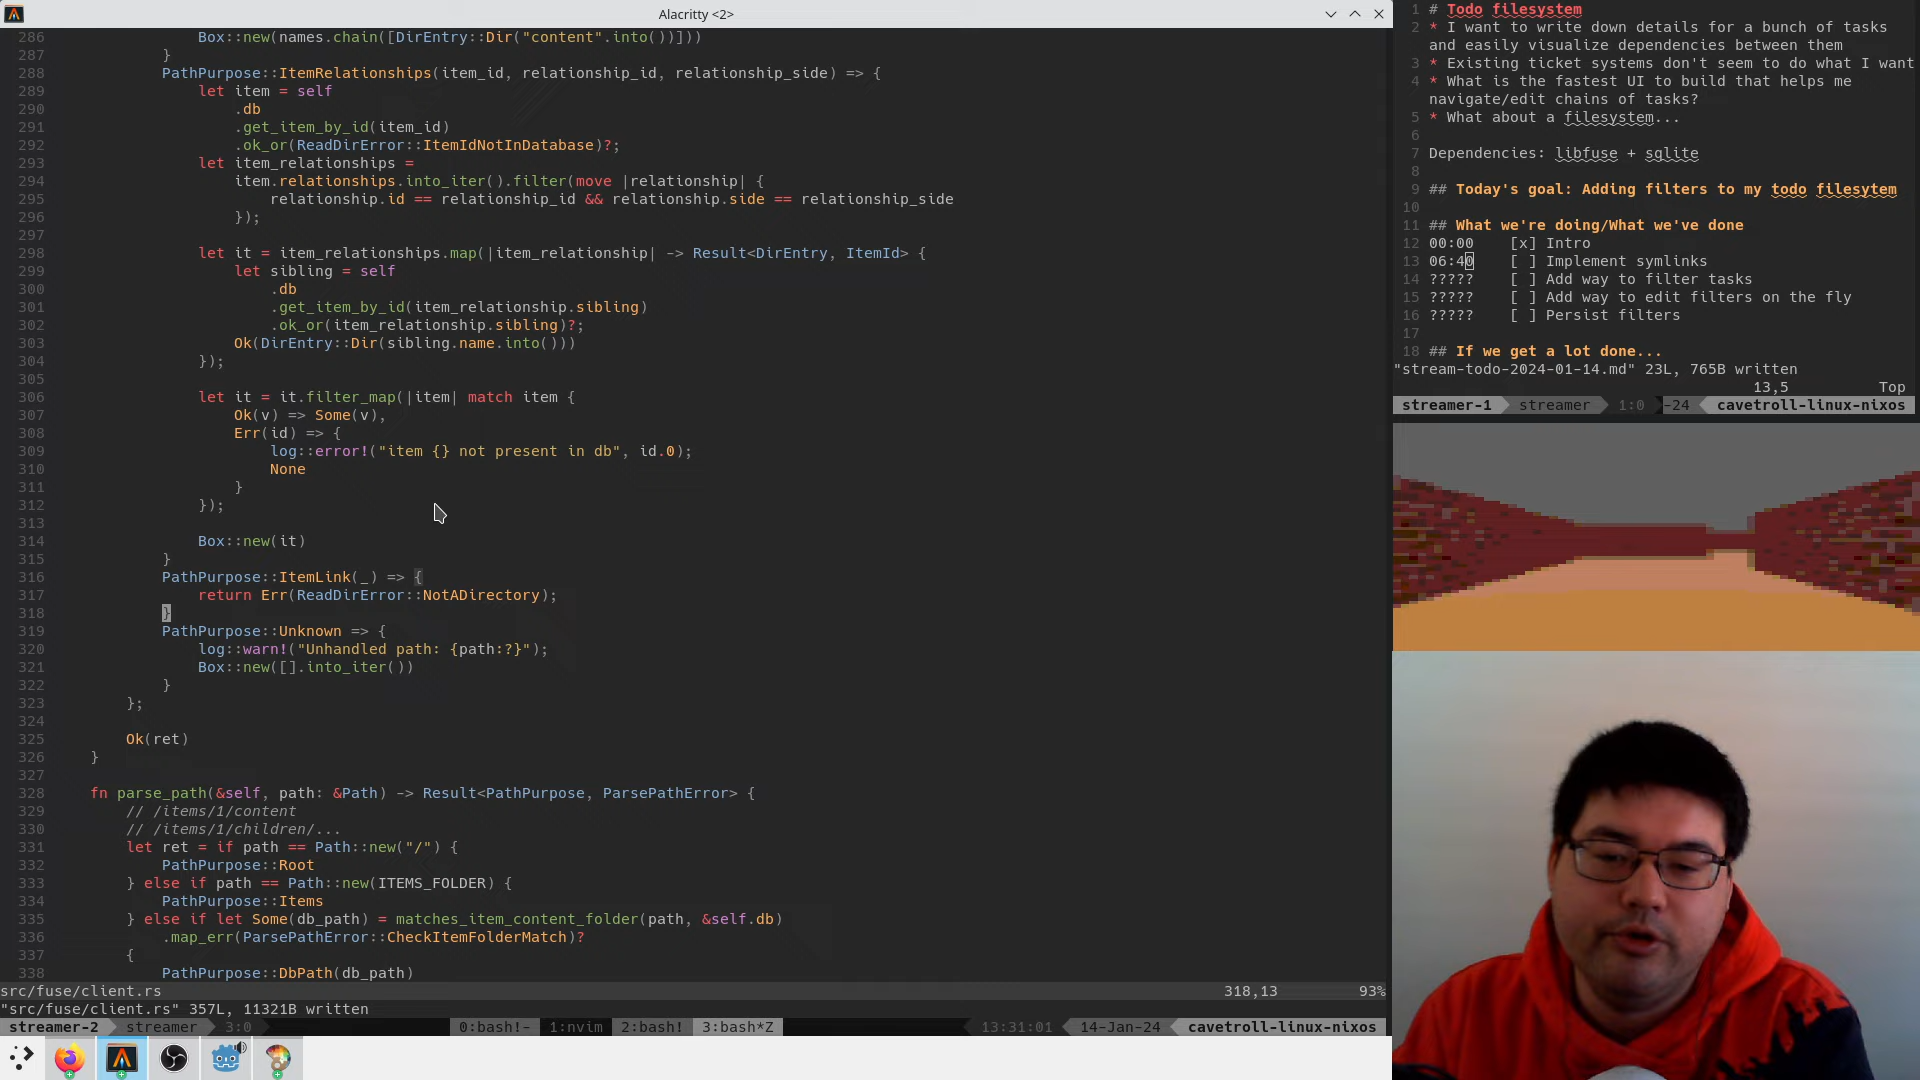 Alacritty <2>
286 Box::new(names.chain([DirEntry::Dir("content".into())]))
287 }
288 PathPurpose::ItemRelationships(item_id, relationship_id, relationship_side) => {
289 let item = self
290 .db
291 .get_item_by_id(item_id)
292 .ok_or(ReadDirError::ItemIdNotInDatabase)?;
293 let item_relationships =
294 item.relationships.into_iter().filter(move |relationship| {
295 relationship.id == relationship_id && relationship.side == relationship_side
296 });
297
298 let it = item_relationships.map(|item_relationship| -> Result<DirEntry, ItemId> {
299 let sibling = self
300 .db
301 .get_item_by_id(item_relationship.sibling)
302 .ok_or(item_relationship.sibling)?;
303 Ok(DirEntry::Dir(sibling.name.into()))
304 });
305
306 let it = it.filter_map(|item| match item {
307 Ok(v) => Some(v),
308 Err(id) => {
309 log::error!("item {} not present in db", id.0);
310 None
311 }
312 });
313
314 Box::new(it)
315 }
316 PathPurpose::ItemLink(_) => {
317 return Err(ReadDirError::NotADirectory);
318 }
319 PathPurpose::Unknown => {
320 log::warn!("Unhandled path: {path:?}");
321 Box::new([].into_iter())
322 }
323 };
324
325 Ok(ret)
326 }
327
328 fn parse_path(&self, path: &Path) -> Result<PathPurpose, ParsePathError> {
329 // /items/1/content
330 // /items/1/children/...
331 let ret = if path == Path::new("/") {
332 PathPurpose::Root
333 } else if path == Path::new(ITEMS_FOLDER) {
334 PathPurpose::Items
335 } else if let Some(db_path) = matches_item_content_folder(path, &self.db)
336 .map_err(ParsePathError::CheckItemFolderMatch)?
337 {
338 PathPurpose::DbPath(db_path)
src/fuse/client.rs 318,13 93%
"src/fuse/client.rs" 357L, 11321B written
streamer-2 streamer 3:0 0:bash!- 1:nvim 2:bash! 3:bash*Z 13:31:01 14-Jan-24 cavetroll-linux-nixos
1 # Todo filesystem
2 * I want to write down details for a bunch of tasks
and easily visualize dependencies between them
3 * Existing ticket systems don't seem to do what I want
4 * What is the fastest UI to build that helps me
navigate/edit chains of tasks?
5 * What about a filesystem...
6
7 Dependencies: libfuse + sqlite
8
9 ## Today's goal: Adding filters to my todo filesytem
10
11 ## What we're doing/What we've done
12 00:00 [x] Intro
13 06:40 [ ] Implement symlinks
14 ????? [ ] Add way to filter tasks
15 ????? [ ] Add way to edit filters on the fly
16 ????? [ ] Persist filters
17
18 ## If we get a lot done...
"stream-todo-2024-01-14.md" 23L, 765B written
13,5 Top
streamer-1 streamer 1:0 -24 cavetroll-linux-nixos